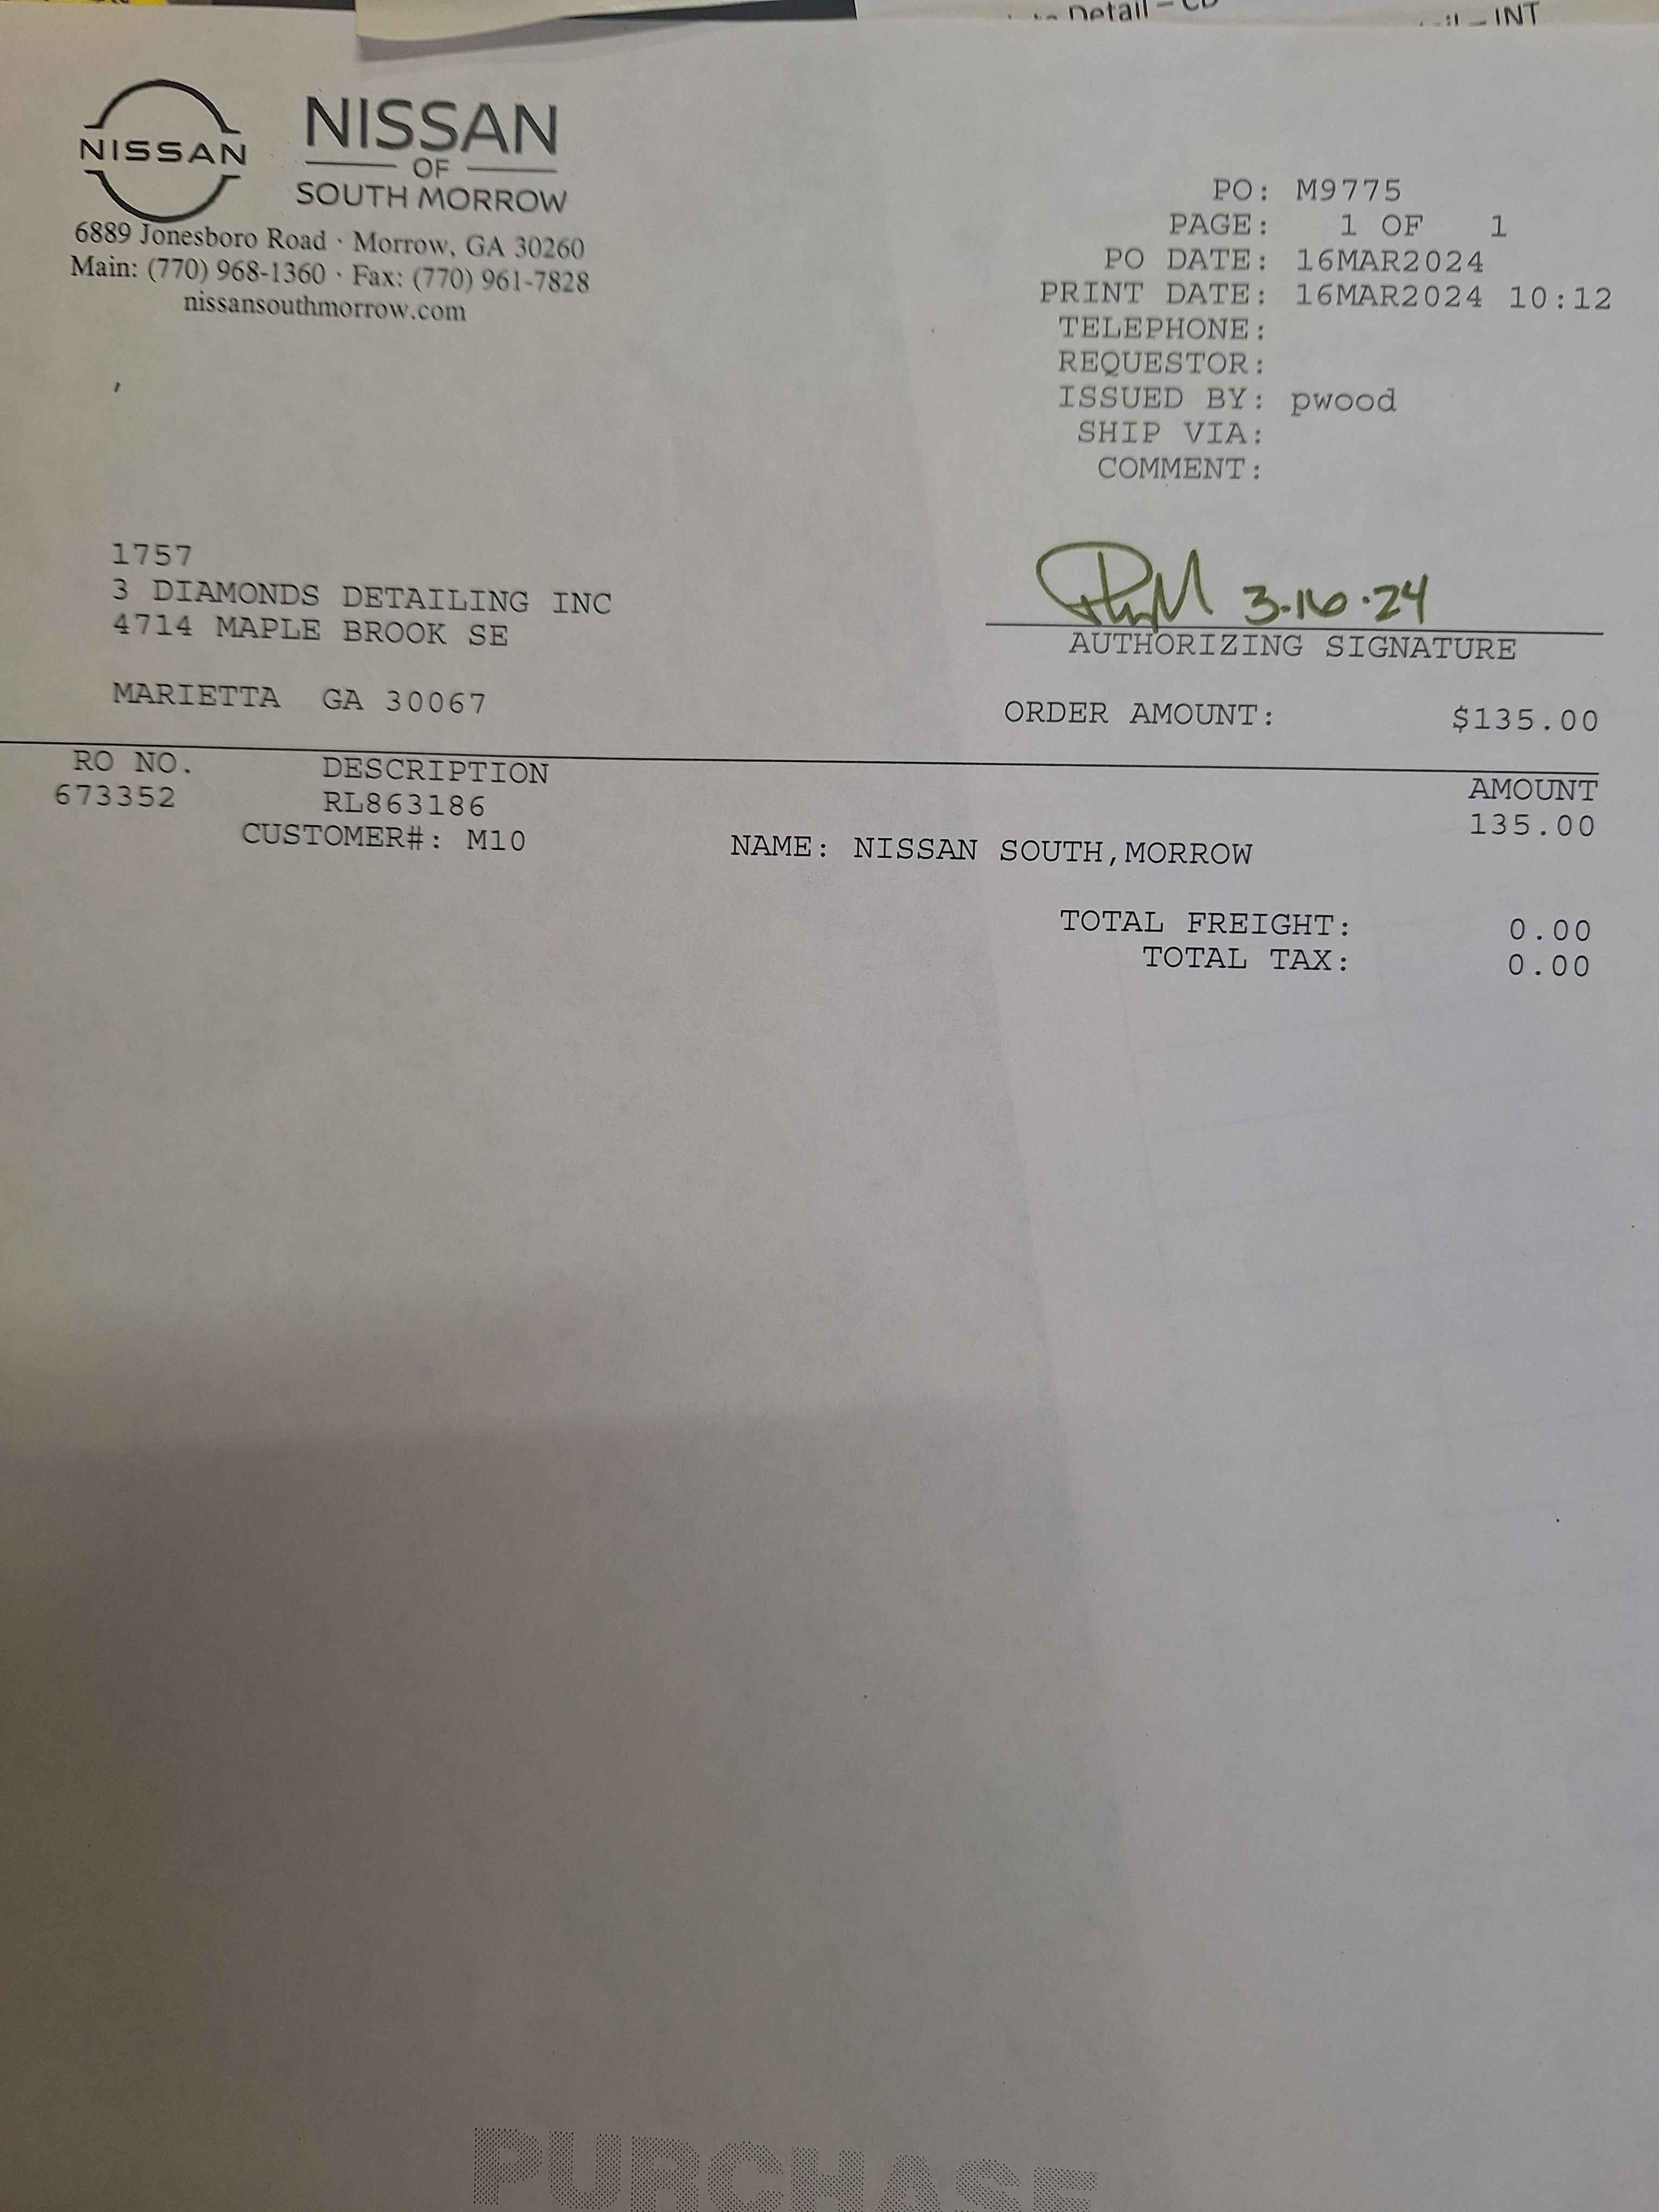 Detail – CD
– INT
NISSAN
NISSAN
OF
SOUTH MORROW
6889 Jonesboro Road · Morrow, GA 30260
Main: (770) 968-1360 · Fax: (770) 961-7828
nissansouthmorrow.com
PO: M9775
PAGE: 1 OF 1
PO DATE: 16MAR2024
PRINT DATE: 16MAR2024 10:12
TELEPHONE:
REQUESTOR:
ISSUED BY: pwood
SHIP VIA:
COMMENT:
1757
3 DIAMONDS DETAILING INC
4714 MAPLE BROOK SE
MARIETTA GA 30067
3.16.24
AUTHORIZING SIGNATURE
ORDER AMOUNT: $135.00
RO NO. DESCRIPTION AMOUNT
673352 RL863186 135.00
CUSTOMER#: M10 NAME: NISSAN SOUTH,MORROW
TOTAL FREIGHT: 0.00
TOTAL TAX: 0.00
PURCHASE